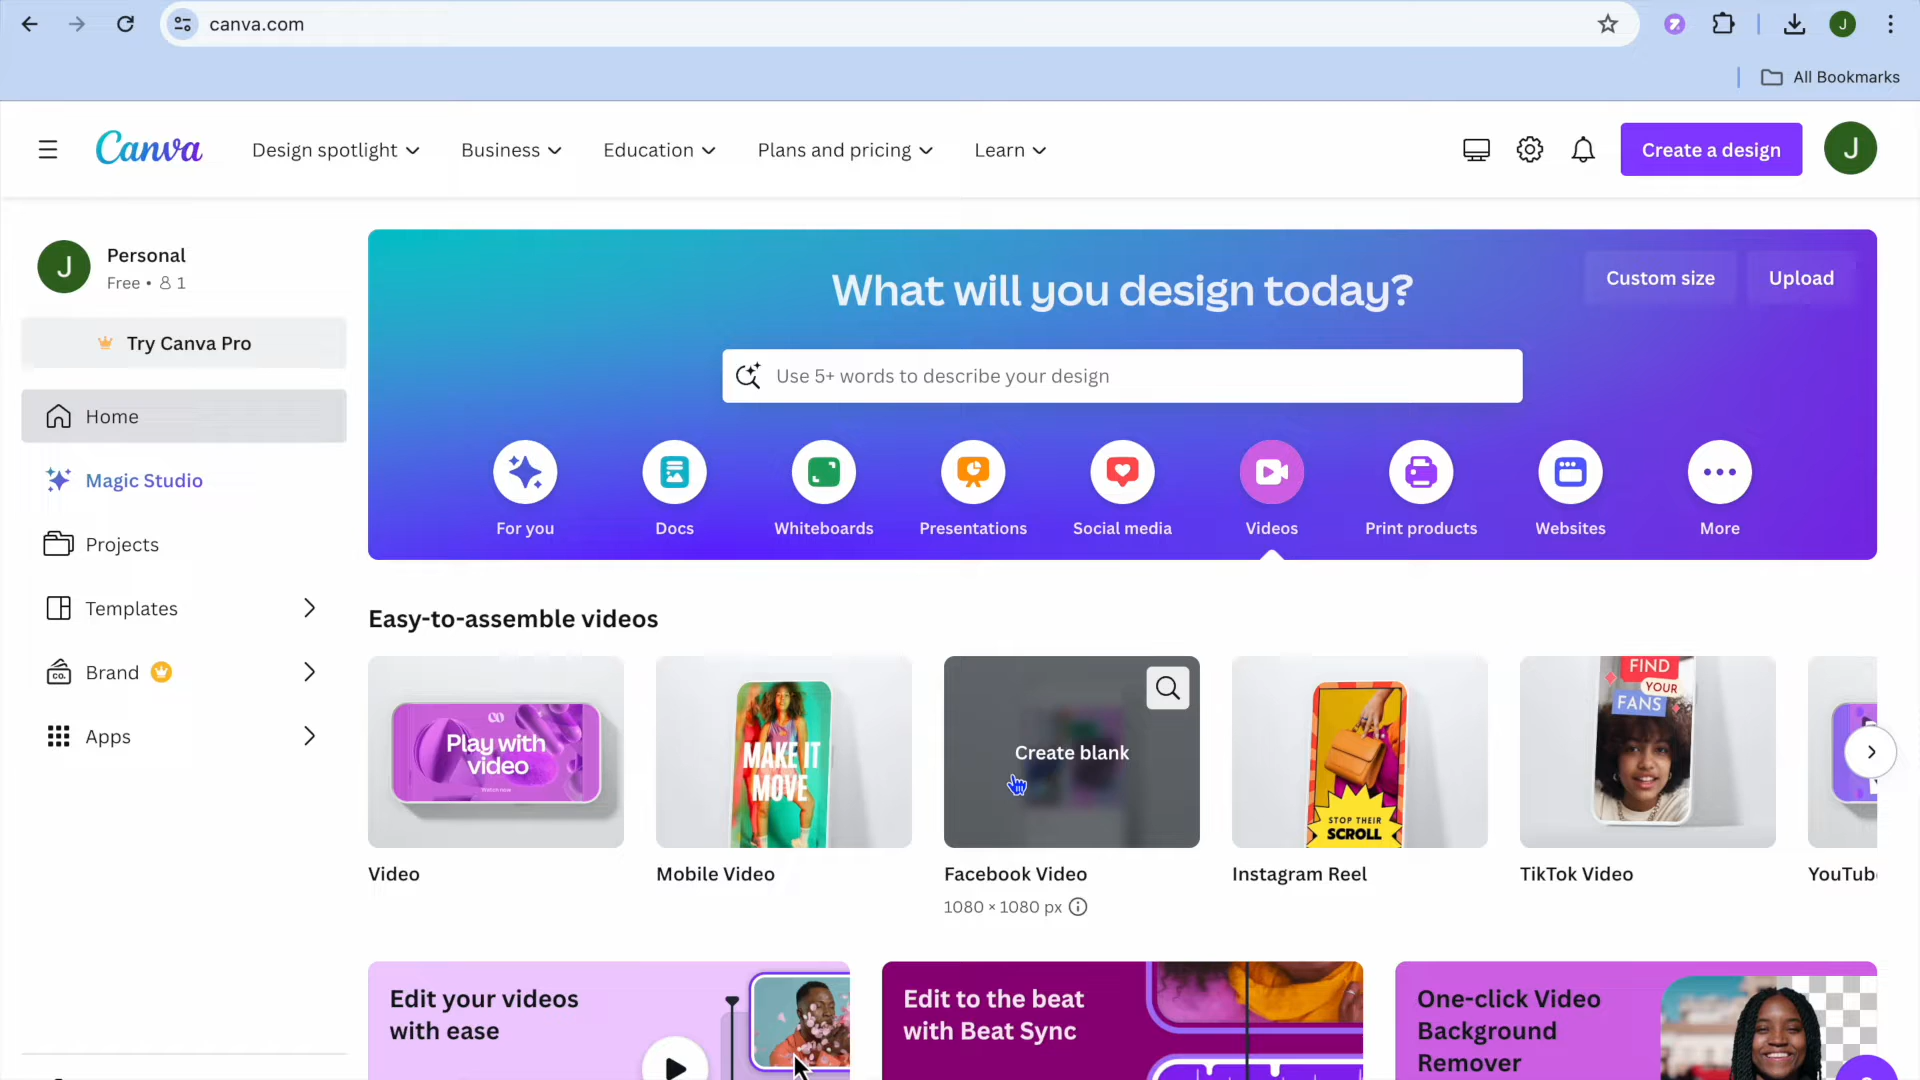 canva.com
J
All Bookmarks
Canva
Design spotlight
Business
Education
Plans and pricing
Learn
Create a design
J
J
Personal
Free • 1
Try Canva Pro
Home
Magic Studio
Projects
Templates
CO.
Brand
Apps
What will you design today?
Custom size
Upload
Use 5+ words to describe your design
For you
Docs
Whiteboards
Presentations
Social media
Videos
Print products
Websites
More
Easy-to-assemble videos
Play with
video
Watch now
MAKE IT
MOVE
Create blank
STOP THEIR
SCROLL
FIND
YOUR
FANS
Video
Mobile Video
Facebook Video
1080 × 1080 px
Instagram Reel
TikTok Video
YouTub
Edit your videos
with ease
Edit to the beat
with Beat Sync
One-click Video
Background
Remover